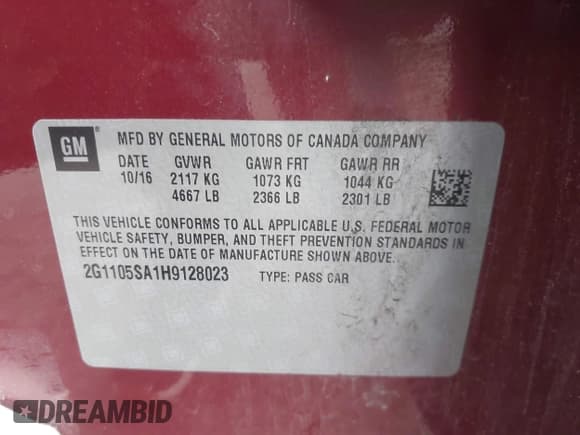 GM
MFD BY GENERAL MOTORS OF CANADA COMPANY
DATE GVWR GAWR FRT GAWR RR
10/16 2117 KG 1073 KG 1044 KG
4667 LB 2366 LB 2301 LB
THIS VEHICLE CONFORMS TO ALL APPLICABLE U.S. FEDERAL MOTOR
VEHICLE SAFETY, BUMPER, AND THEFT PREVENTION STANDARDS IN
EFFECT ON THE DATE OF MANUFACTURE SHOWN ABOVE.
2G1105SA1H9128023 TYPE: PASS CAR
DREAMBID